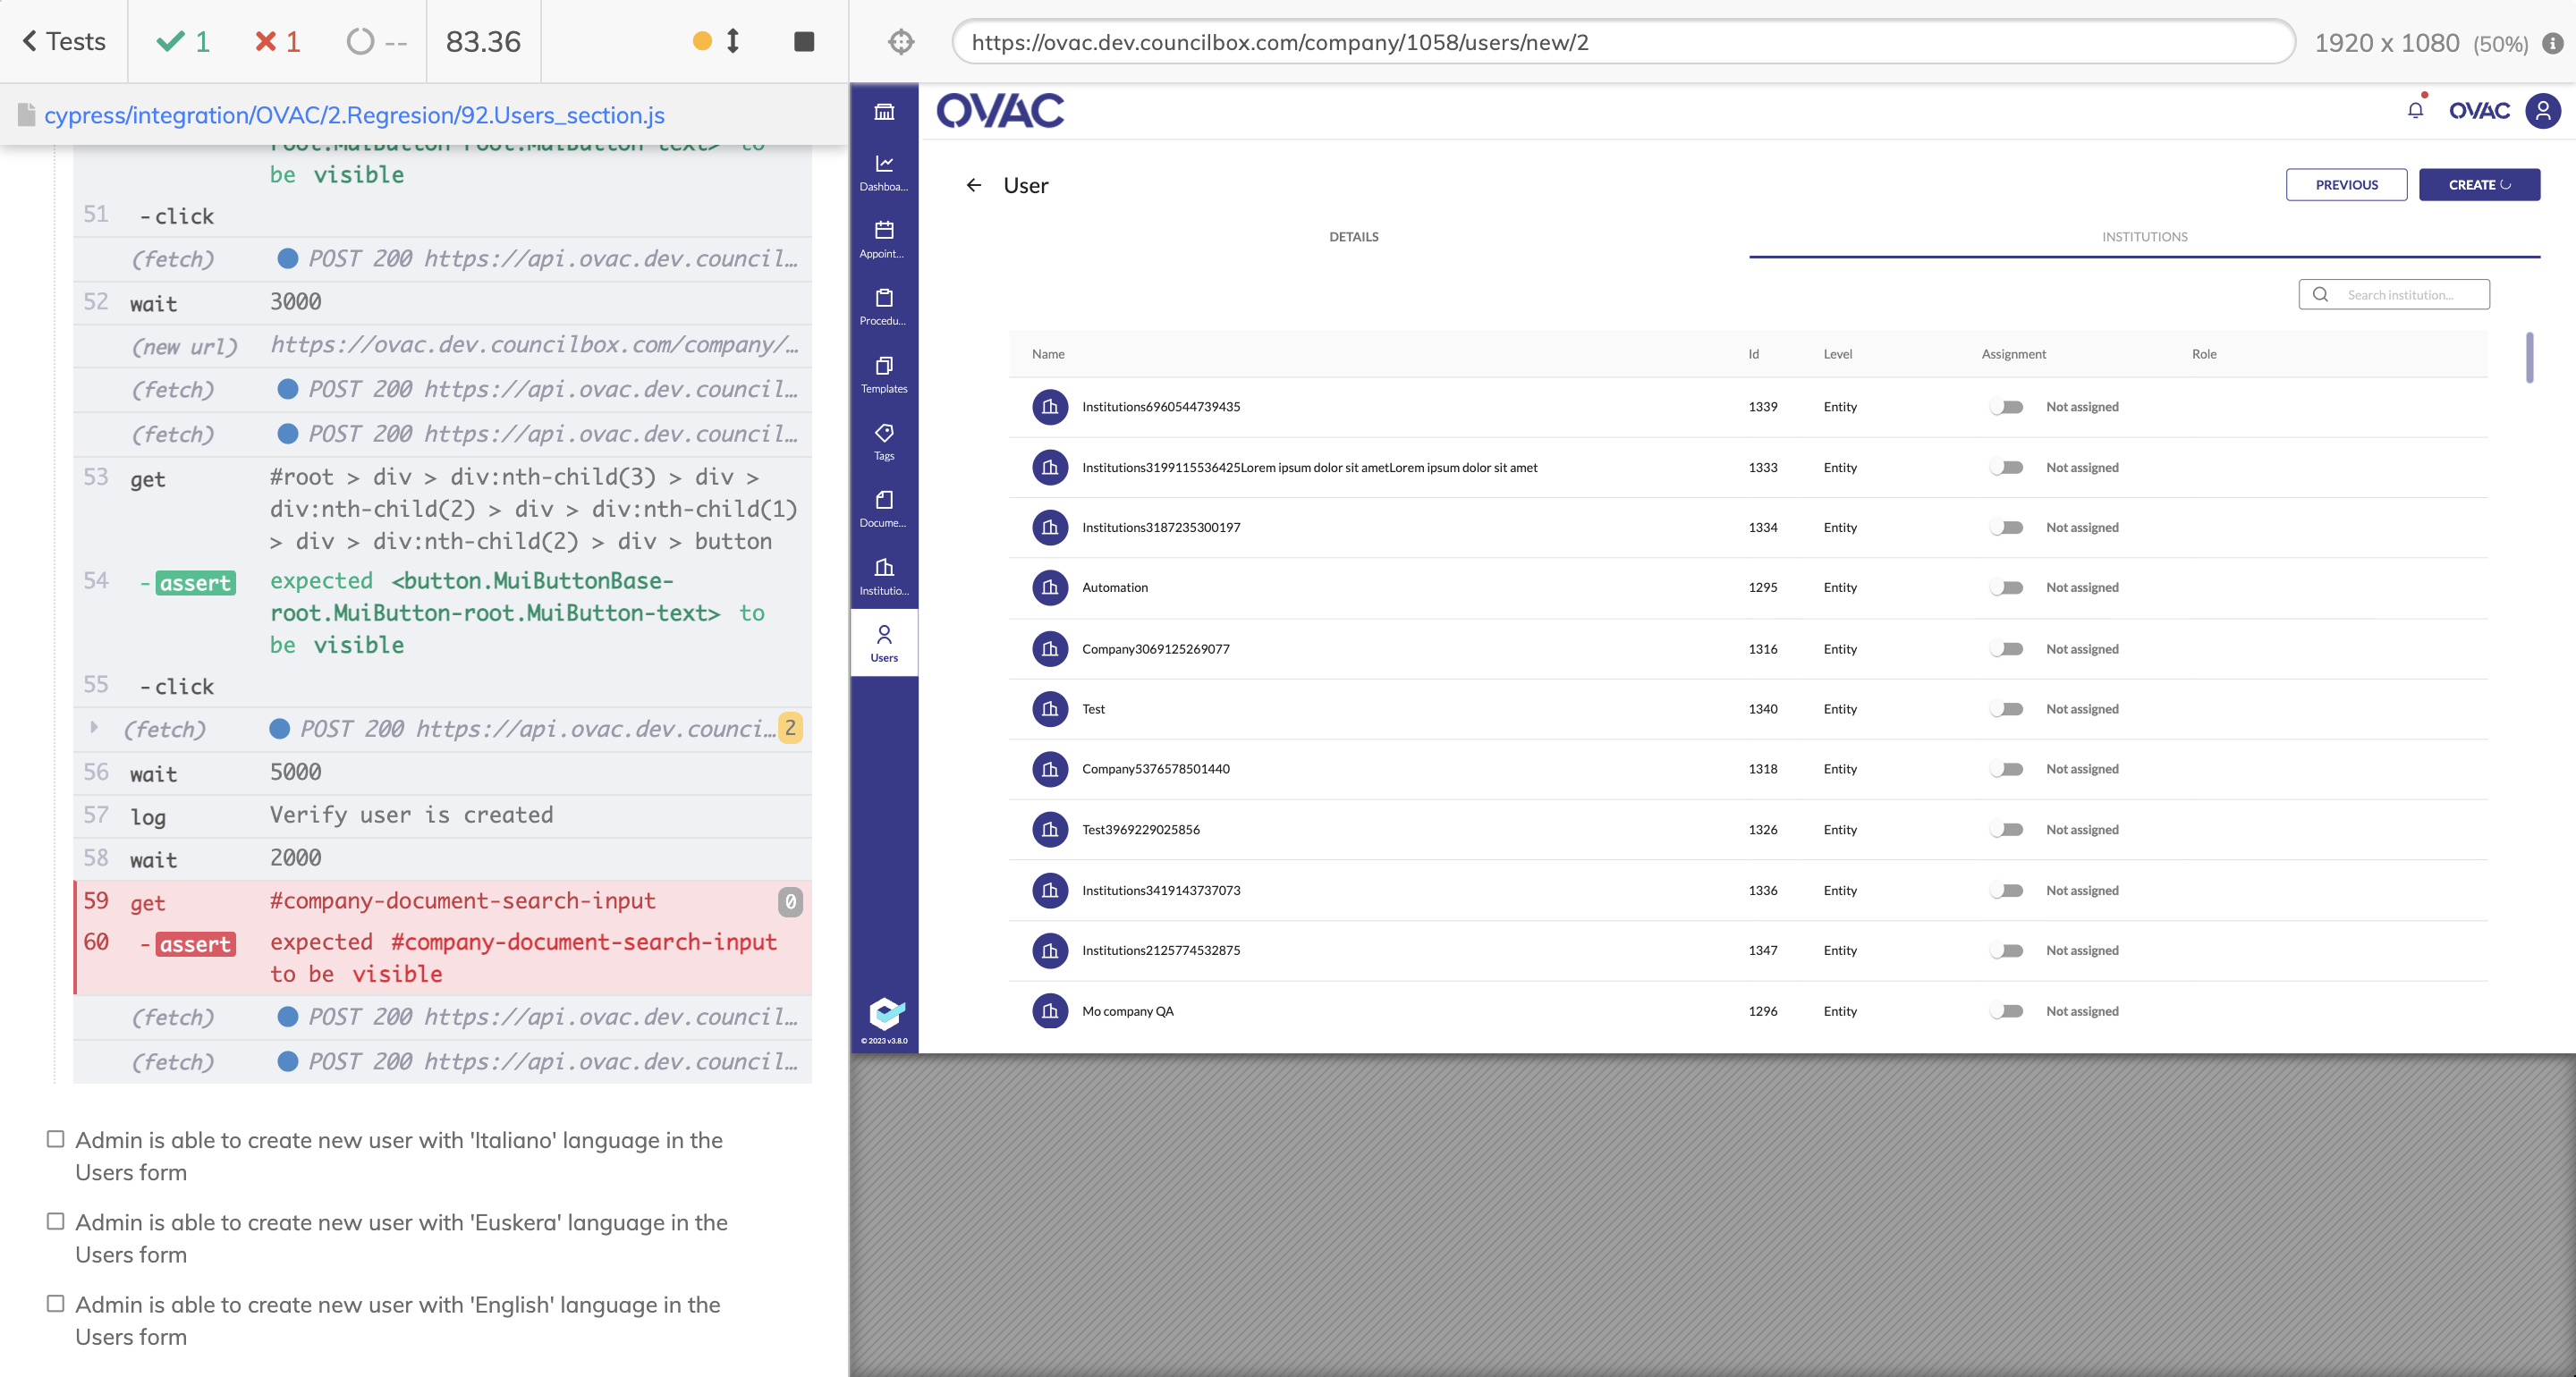 Tests
1
1
--
83.36
https://ovac.dev.councilbox.com/company/1058/users/new/2
1920 x 1080 (50%)
cypress/integration/OVAC/2.Regresion/92.Users_section.js
root.MuiButton-root.MuiButton-text> to
be visible
51 -click
(fetch) POST 200 https://api.ovac.dev.council…
52 wait 3000
(new url) https://ovac.dev.councilbox.com/company/…
(fetch) POST 200 https://api.ovac.dev.council…
(fetch) POST 200 https://api.ovac.dev.council…
53 get #root > div > div:nth-child(3) > div >
div:nth-child(2) > div > div:nth-child(1)
> div > div:nth-child(2) > div > button
54 -assert expected <button.MuiButtonBase-
root.MuiButton-root.MuiButton-text> to
be visible
55 -click
(fetch) POST 200 https://api.ovac.dev.counci… 2
56 wait 5000
57 log Verify user is created
58 wait 2000
59 get #company-document-search-input 0
60 -assert expected #company-document-search-input
to be visible
(fetch) POST 200 https://api.ovac.dev.council…
(fetch) POST 200 https://api.ovac.dev.council…
Admin is able to create new user with 'Italiano' language in the
Users form
Admin is able to create new user with 'Euskera' language in the
Users form
Admin is able to create new user with 'English' language in the
Users form
Dashboa...
Appoint...
Procedu...
Templates
Tags
Docume...
Institutio...
Users
© 2023 v3.8.0
OVAC
OVAC
User
PREVIOUS
CREATE
DETAILS
INSTITUTIONS
Search institution...
Name Id Level Assignment Role
Institutions6960544739435 1339 Entity Not assigned
Institutions3199115536425Lorem ipsum dolor sit ametLorem ipsum dolor sit amet 1333 Entity Not assigned
Institutions3187235300197 1334 Entity Not assigned
Automation 1295 Entity Not assigned
Company3069125269077 1316 Entity Not assigned
Test 1340 Entity Not assigned
Company5376578501440 1318 Entity Not assigned
Test3969229025856 1326 Entity Not assigned
Institutions3419143737073 1336 Entity Not assigned
Institutions2125774532875 1347 Entity Not assigned
Mo company QA 1296 Entity Not assigned